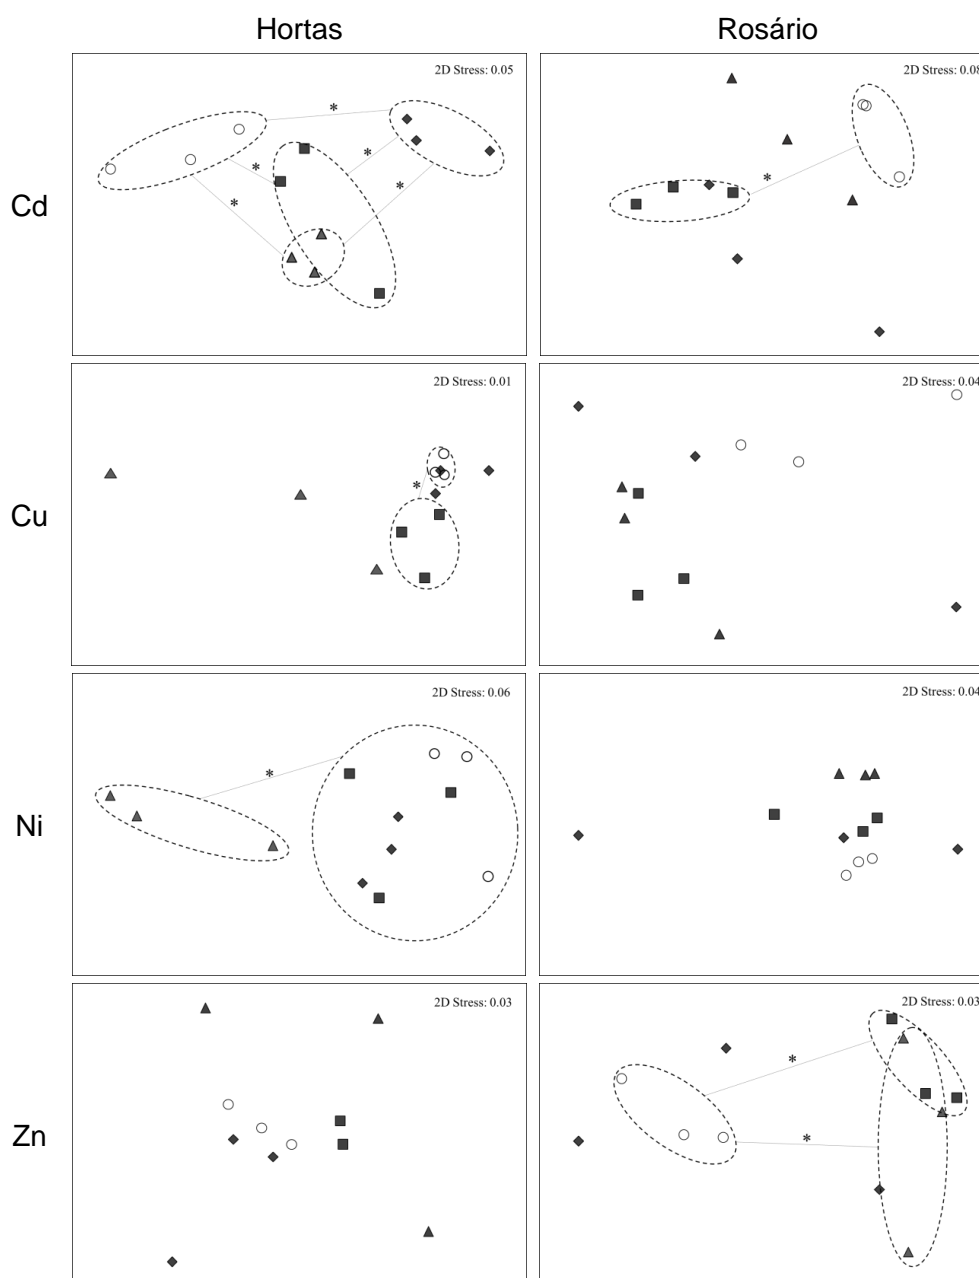 Hortas Rosário
Cd
2D Stress: 0.05
*
*
*
*
*
2D Stress: 0.08
*
Cu
2D Stress: 0.01
*
2D Stress: 0.04
Ni
2D Stress: 0.06
*
2D Stress: 0.04
Zn
2D Stress: 0.03
2D Stress: 0.03
*
*